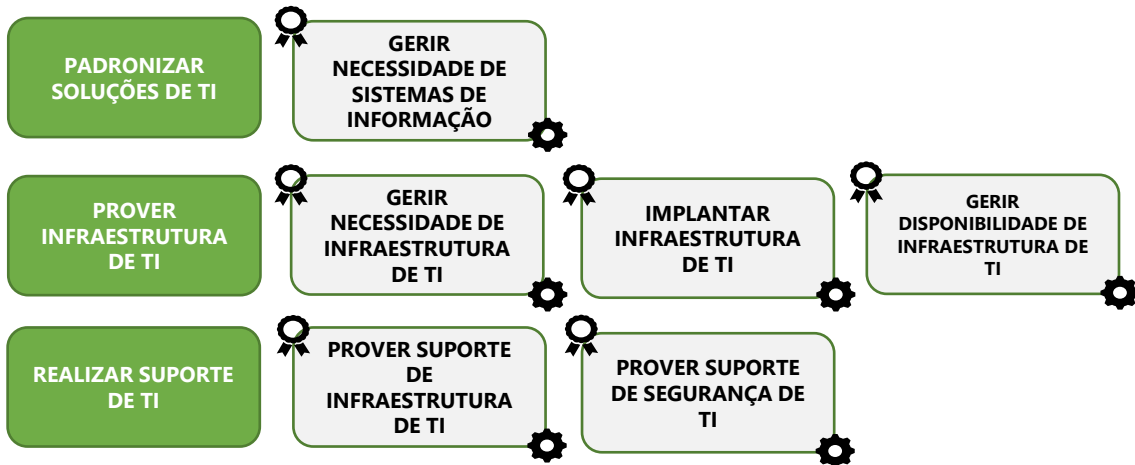 PADRONIZAR
SOLUÇÕES DE TI
GERIR
NECESSIDADE DE
SISTEMAS DE
INFORMAÇÃO
PROVER
INFRAESTRUTURA
DE TI
GERIR
NECESSIDADE DE
INFRAESTRUTURA
DE TI
IMPLANTAR
INFRAESTRUTURA
DE TI
GERIR
DISPONIBILIDADE DE
INFRAESTRUTURA DE
TI
REALIZAR SUPORTE
DE TI
PROVER SUPORTE
DE
INFRAESTRUTURA
DE TI
PROVER SUPORTE
DE SEGURANÇA DE
TI